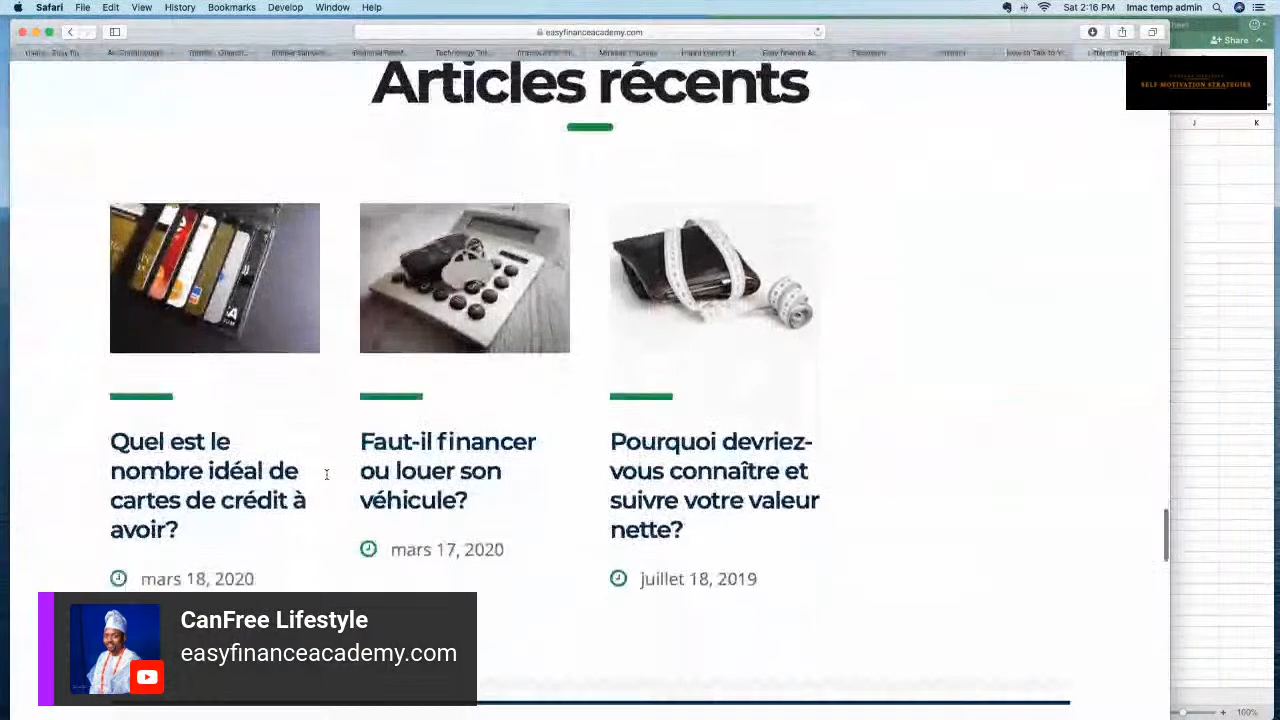 Safari File Edit View History Bookmarks Develop Window Help
Sat 2:16 PM Imac temp admin
easyfinanceacademy.com
Share
SELF MOTIVATION STRATEGIES
J K
Articles récents
Quel est le
nombre idéal de
cartes de crédit à
avoir?
mars 18, 2020
Faut-il financer
ou louer son
véhicule?
mars 17, 2020
Pourquoi devriez-
vous connaître et
suivre votre valeur
nette?
juillet 18, 2019
CanFree Lifestyle
easyfinanceacademy.com
100%